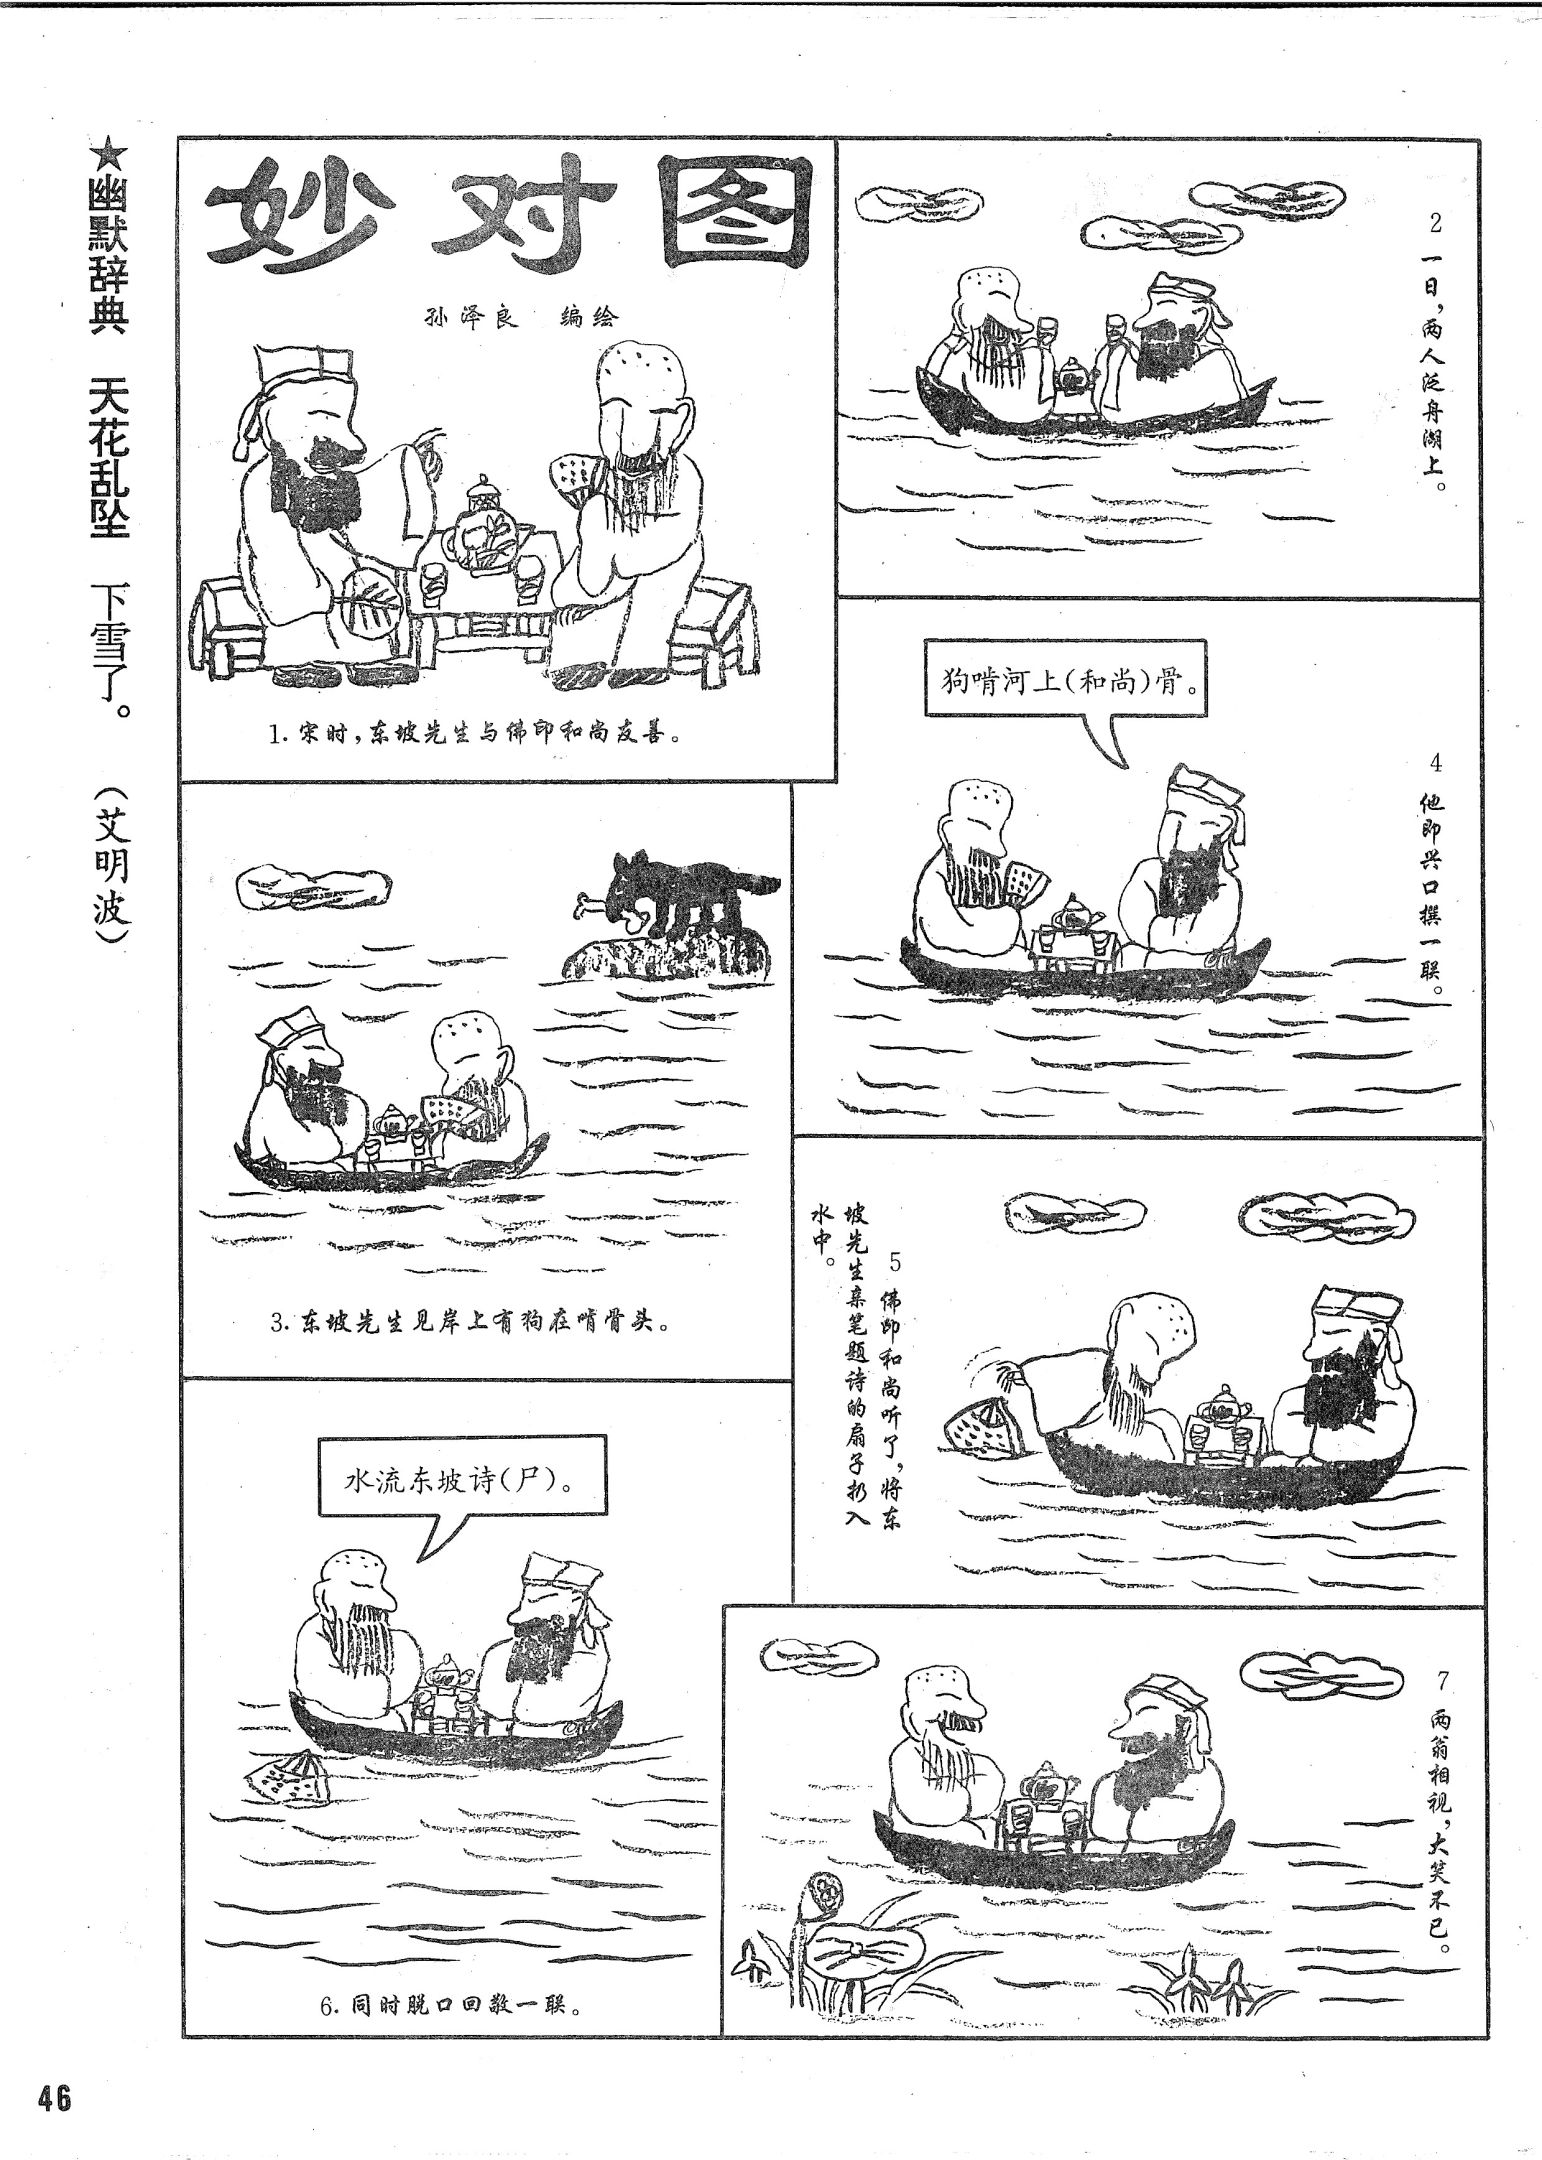 ★幽默辞典 天花乱坠 下雪了。 (艾明波)
妙对图
孙泽良 编绘
1.宋时,东坡先生与佛印和尚友善。
2 一日,两人泛舟湖上。
3.东坡先生见岸上有狗在啃骨头。
狗啃河上(和尚)骨。
4 他即兴口撰一联。
5 佛印和尚听了,将东
坡先生亲笔题诗的扇子扔入
水中。
水流东坡诗(尸)。
6.同时脱口回敬一联。
7 两翁相视,大笑不已。
46